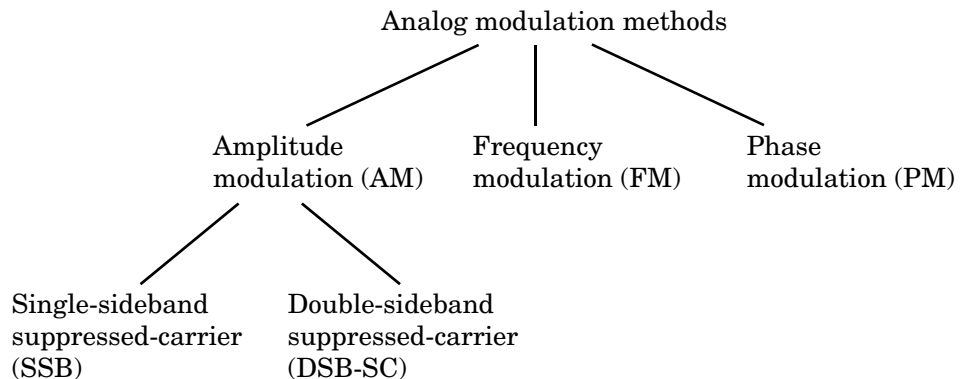 Analog modulation methods
Amplitude
modulation (AM)
Frequency
modulation (FM)
Phase
modulation (PM)
Single-sideband
suppressed-carrier
(SSB)
Double-sideband
suppressed-carrier
(DSB-SC)